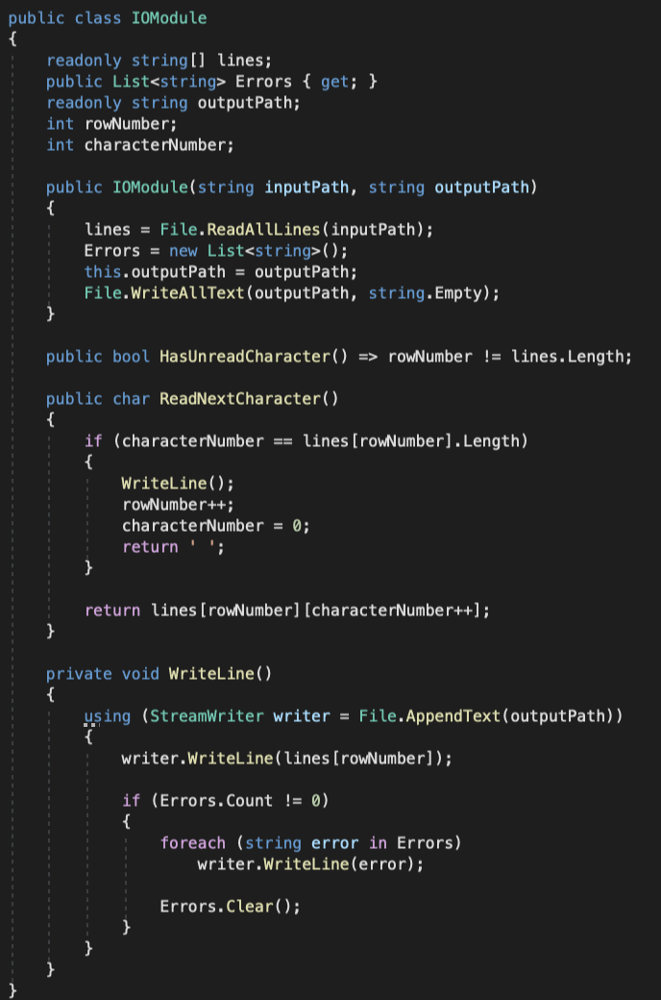 public class IOModule
{
    readonly string[] lines;
    public List<string> Errors { get; }
    readonly string outputPath;
    int rowNumber;
    int characterNumber;

    public IOModule(string inputPath, string outputPath)
    {
        lines = File.ReadAllLines(inputPath);
        Errors = new List<string>();
        this.outputPath = outputPath;
        File.WriteAllText(outputPath, string.Empty);
    }

    public bool HasUnreadCharacter() => rowNumber != lines.Length;

    public char ReadNextCharacter()
    {
        if (characterNumber == lines[rowNumber].Length)
        {
            WriteLine();
            rowNumber++;
            characterNumber = 0;
            return ' ';
        }

        return lines[rowNumber][characterNumber++];
    }

    private void WriteLine()
    {
        using (StreamWriter writer = File.AppendText(outputPath))
        {
            writer.WriteLine(lines[rowNumber]);

            if (Errors.Count != 0)
            {
                foreach (string error in Errors)
                    writer.WriteLine(error);

                Errors.Clear();
            }
        }
    }
}